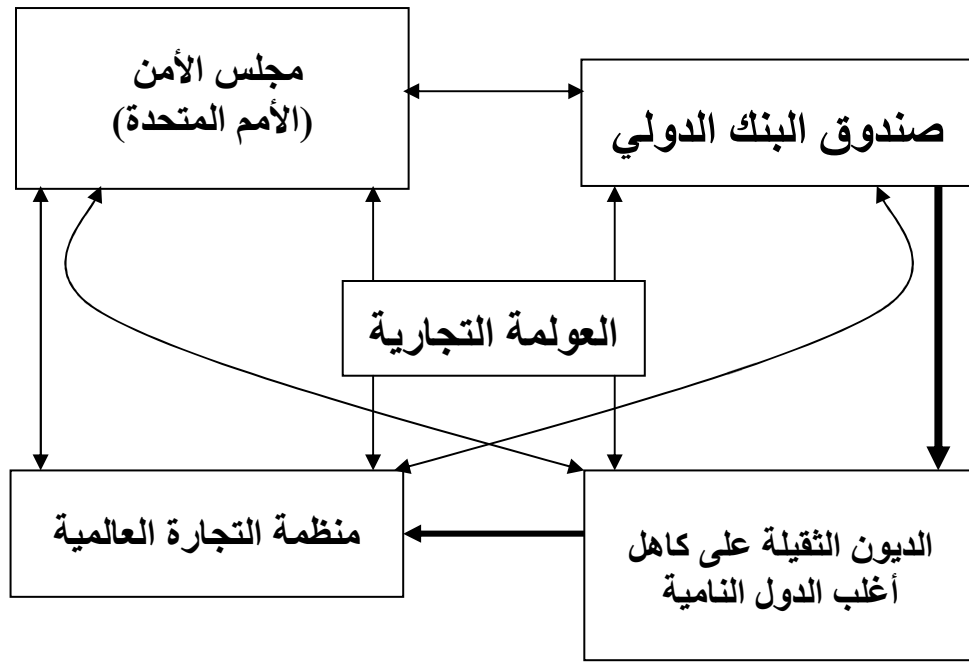 مجلس الأمن
(الأمم المتحدة)
صندوق البنك الدولي
العولمة التجارية
منظمة التجارة العالمية
الديون الثقيلة على كاهل
أغلب الدول النامية